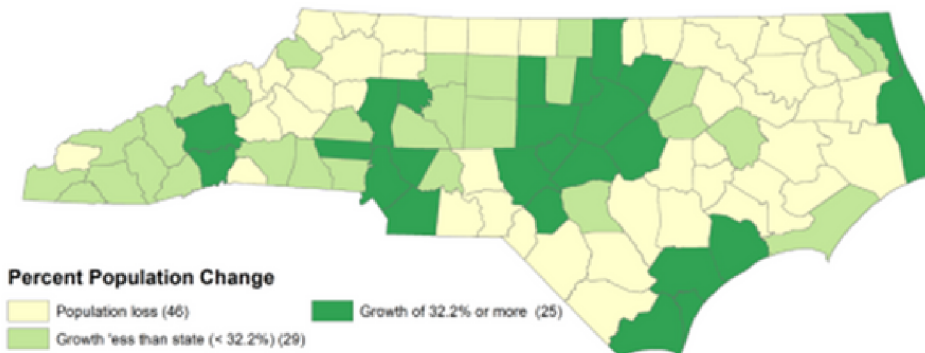 Percent Population Change
Population loss (46)
Growth of 32.2% or more (25)
Growth 'ess than state (< 32.2%) (29)